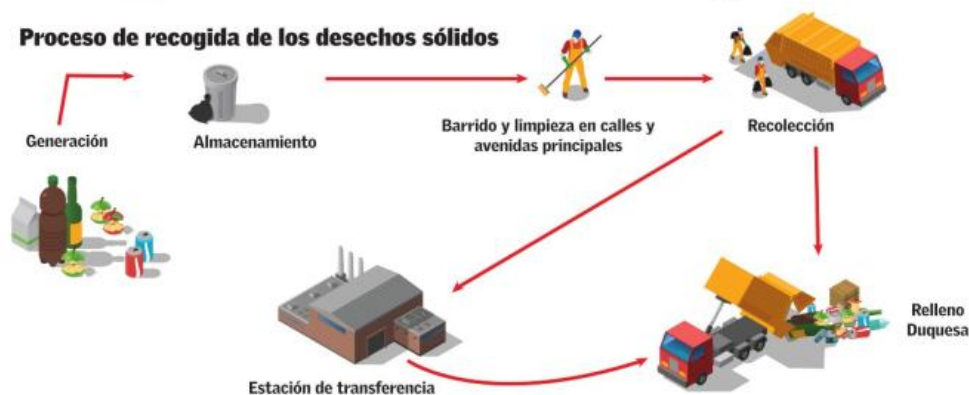 Proceso de recogida de los desechos sólidos
Generación
Almacenamiento
Barrido y limpieza en calles y
avenidas principales
Recolección
Estación de transferencia
Relleno
Duquesa